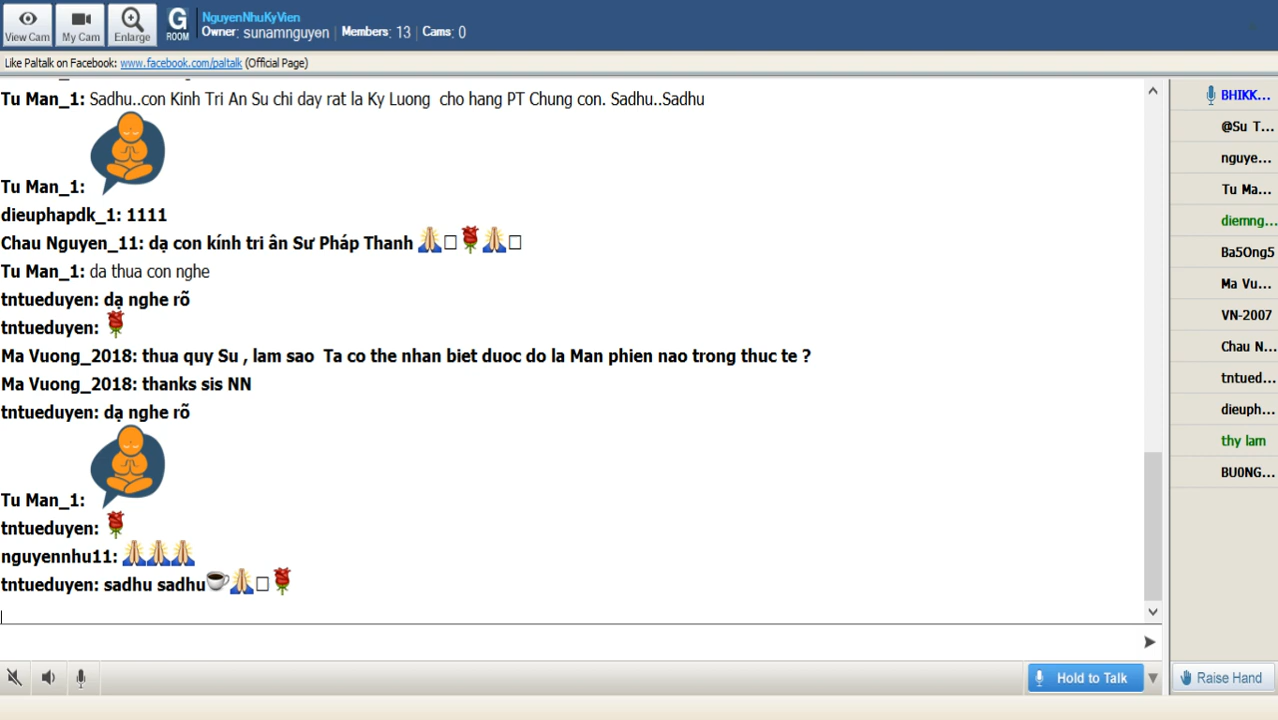 View Cam
My Cam
Enlarge
G
ROOM
NguyenNhuKyVien
Owner: sunamnguyen Members: 13 Cams: 0
Like Paltalk on Facebook: www.facebook.com/paltalk (Official Page)
Tu Man_1: Sadhu..con Kinh Tri An Su chi day rat la Ky Luong cho hang PT Chung con. Sadhu..Sadhu
Tu Man_1:
dieuphapdk_1: 1111
Chau Nguyen_11: dạ con kính tri ân Sư Pháp Thanh 🙏□🌹🙏□
Tu Man_1: da thua con nghe
tntueduyen: dạ nghe rõ
tntueduyen: 🌹
Ma Vuong_2018: thua quy Su , lam sao Ta co the nhan biet duoc do la Man phien nao trong thuc te ?
Ma Vuong_2018: thanks sis NN
tntueduyen: dạ nghe rõ
Tu Man_1:
tntueduyen: 🌹
nguyennhu11: 🙏🙏🙏
tntueduyen: sadhu sadhu☕🙏□🌹
BHIKK...
@Su T...
nguye...
Tu Ma...
diemng...
Ba5Ong5
Ma Vu...
VN-2007
Chau N...
tntued...
dieuph...
thy lam
BU0NG...
Hold to Talk
Raise Hand